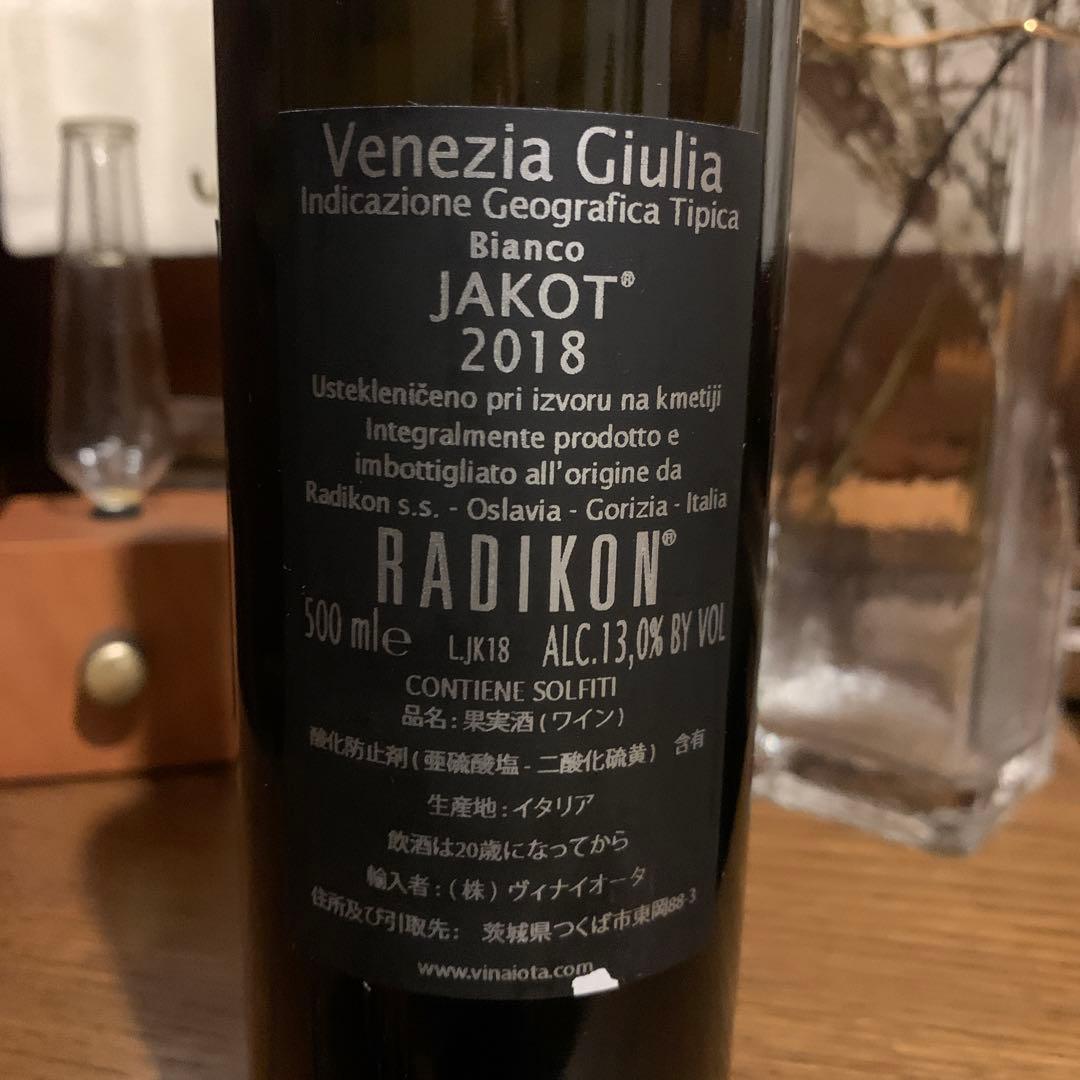 Venezia Giulia
Indicazione Geografica Tipica
Bianco
JAKOT®
2018
Ustekleničeno pri izvoru na kmetiji
Integralmente prodotto e
imbottigliato all'origine da
Radikon s.s. - Oslavia - Gorizia - Italia
RADIKON®
500 ml℮ L.JK18 ALC.13,0% BY VOL
CONTIENE SOLFITI
品名:果実酒(ワイン)
酸化防止剤(亜硫酸塩-二酸化硫黄) 含有
生産地:イタリア
飲酒は20歳になってから
輸入者:(株)ヴィナイオータ
住所及び引取先: 茨城県つくば市東岡88-3
www.vinaiota.com